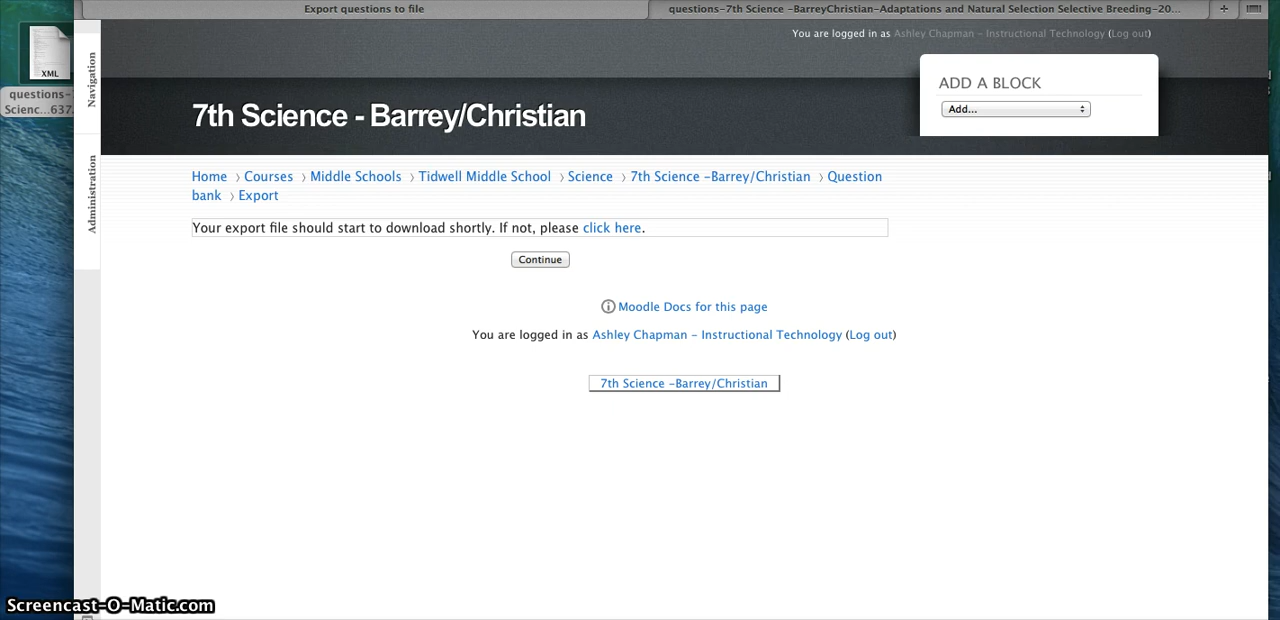 Export questions to file
questions-7th Science -BarreyChristian-Adaptations and Natural Selection Selective Breeding-20...
You are logged in as Ashley Chapman - Instructional Technology (Log out)
XML
questions-
Scienc...637.
Navigation
Administration
ADD A BLOCK
Add...
7th Science - Barrey/Christian
Home › Courses › Middle Schools › Tidwell Middle School › Science › 7th Science -Barrey/Christian › Question
bank › Export
Your export file should start to download shortly. If not, please click here.
Continue
Moodle Docs for this page
You are logged in as Ashley Chapman - Instructional Technology (Log out)
7th Science -Barrey/Christian
Screencast-O-Matic.com